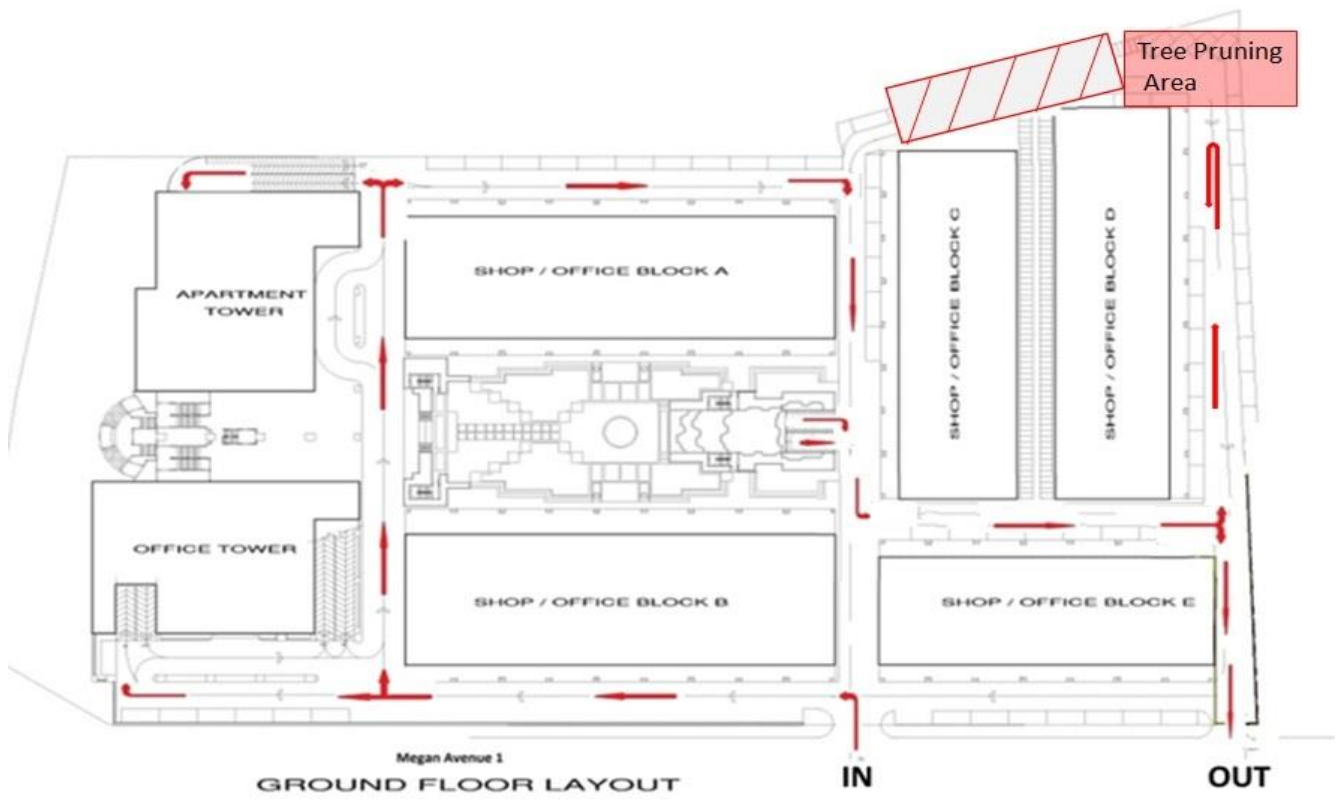 Tree Pruning
Area
SHOP / OFFICE BLOCK A
APARTMENT
TOWER
SHOP / OFFICE BLOCK C
SHOP / OFFICE BLOCK D
OFFICE TOWER
SHOP / OFFICE BLOCK B
SHOP / OFFICE BLOCK E
Megan Avenue 1
GROUND FLOOR LAYOUT
IN
OUT